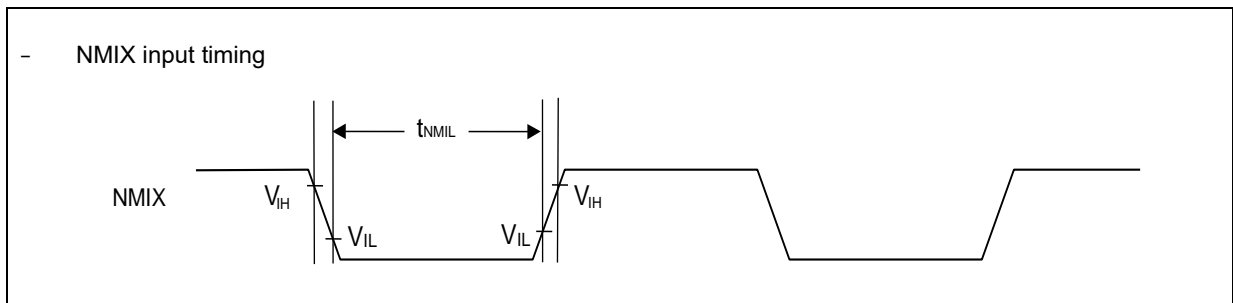 – NMIX input timing
tNMIL
NMIX
VIH
VIH
VIL
VIL